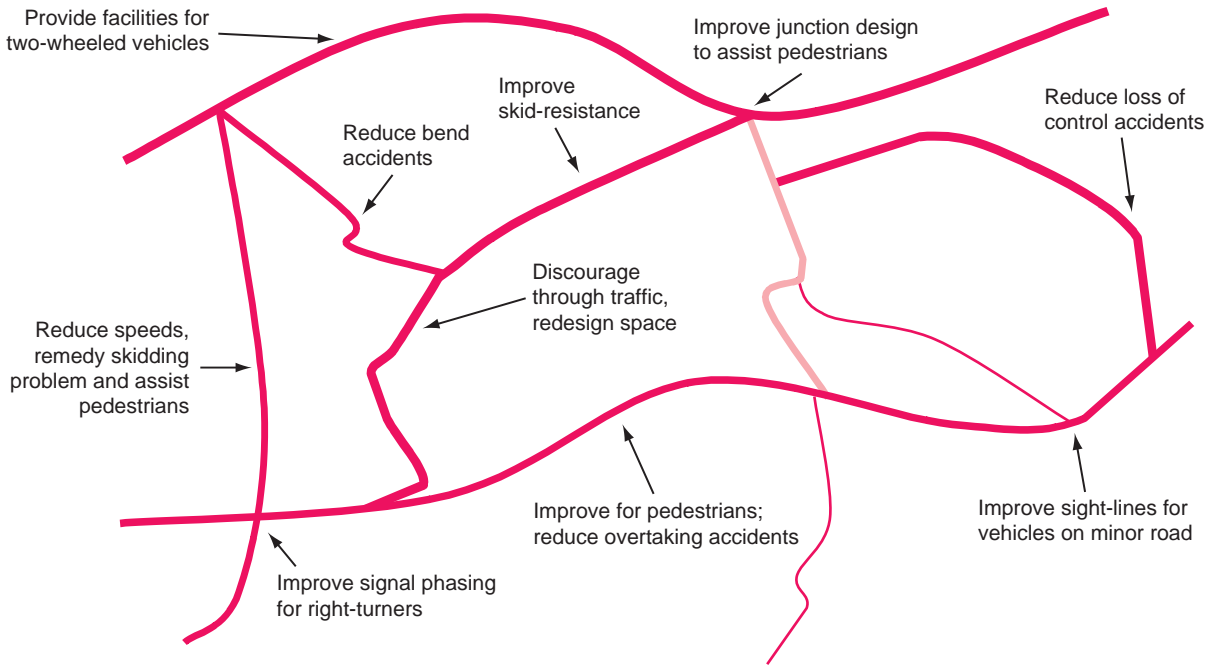 Provide facilities for
two-wheeled vehicles
Improve junction design
to assist pedestrians
Improve
skid-resistance
Reduce loss of
control accidents
Reduce bend
accidents
Discourage
through traffic,
redesign space
Reduce speeds,
remedy skidding
problem and assist
pedestrians
Improve for pedestrians;
reduce overtaking accidents
Improve sight-lines for
vehicles on minor road
Improve signal phasing
for right-turners